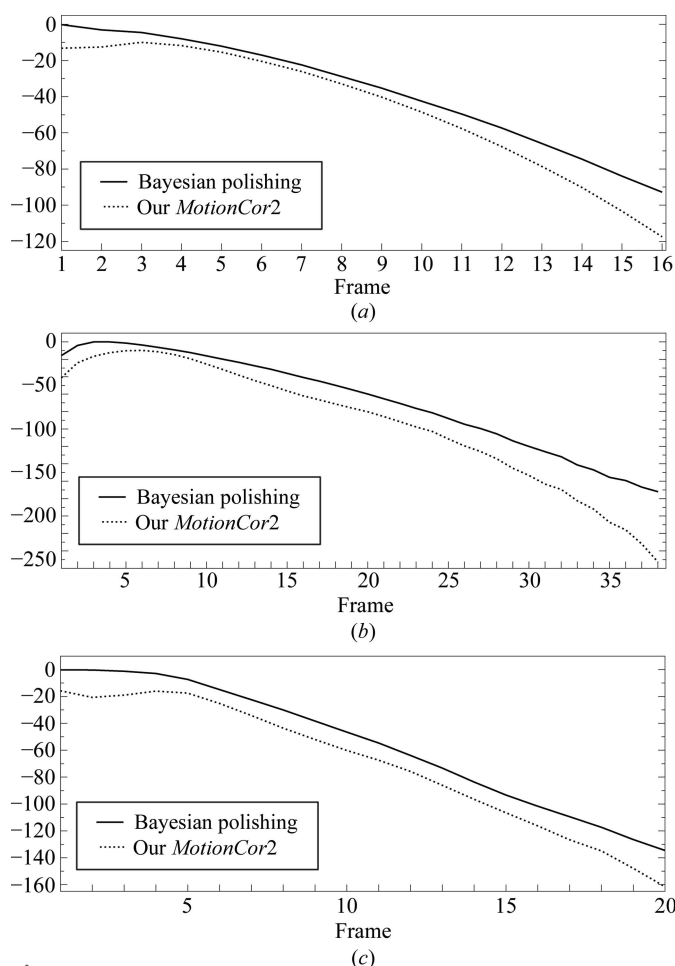 0
−20
−40
−60
−80
−100
−120
Bayesian polishing
Our MotionCor2
1 2 3 4 5 6 7 8 9 10 11 12 13 14 15 16
Frame
(a)
0
−50
−100
−150
−200
−250
Bayesian polishing
Our MotionCor2
5 10 15 20 25 30 35
Frame
(b)
0
−20
−40
−60
−80
−100
−120
−140
−160
Bayesian polishing
Our MotionCor2
5 10 15 20
Frame
(c)